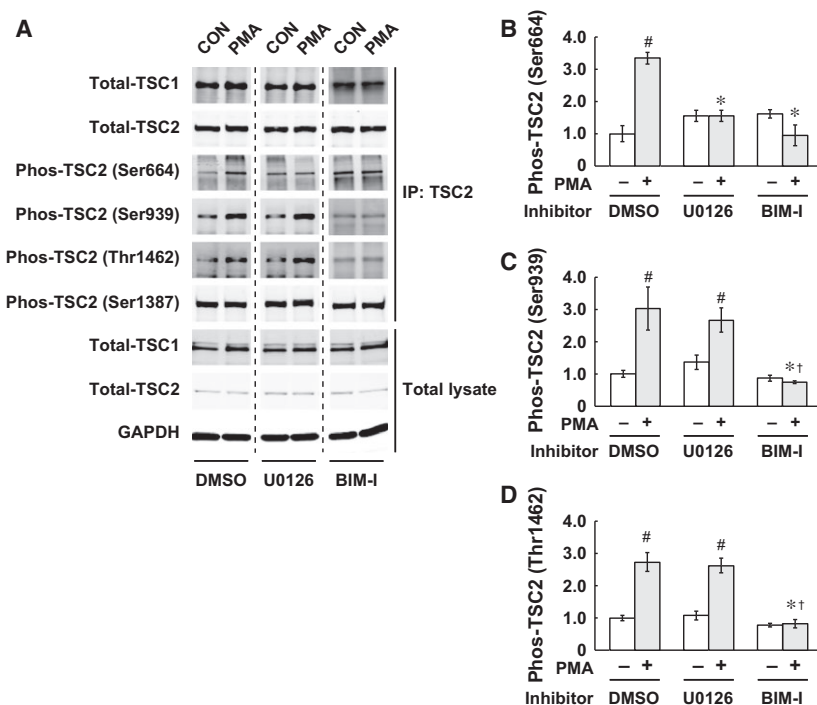 A
CON PMA CON PMA CON PMA
Total-TSC1
Total-TSC2
Phos-TSC2 (Ser664)
Phos-TSC2 (Ser939)
Phos-TSC2 (Thr1462)
Phos-TSC2 (Ser1387)
IP: TSC2
Total-TSC1
Total-TSC2
GAPDH
Total lysate
DMSO U0126 BIM-I
B
Phos-TSC2 (Ser664)
4.0
3.0
2.0
1.0
0.0
# * *
PMA – + – + – +
Inhibitor DMSO U0126 BIM-I
C
Phos-TSC2 (Ser939)
4.0
3.0
2.0
1.0
0.0
# # *†
PMA – + – + – +
Inhibitor DMSO U0126 BIM-I
D
Phos-TSC2 (Thr1462)
4.0
3.0
2.0
1.0
0.0
# # *†
PMA – + – + – +
Inhibitor DMSO U0126 BIM-I